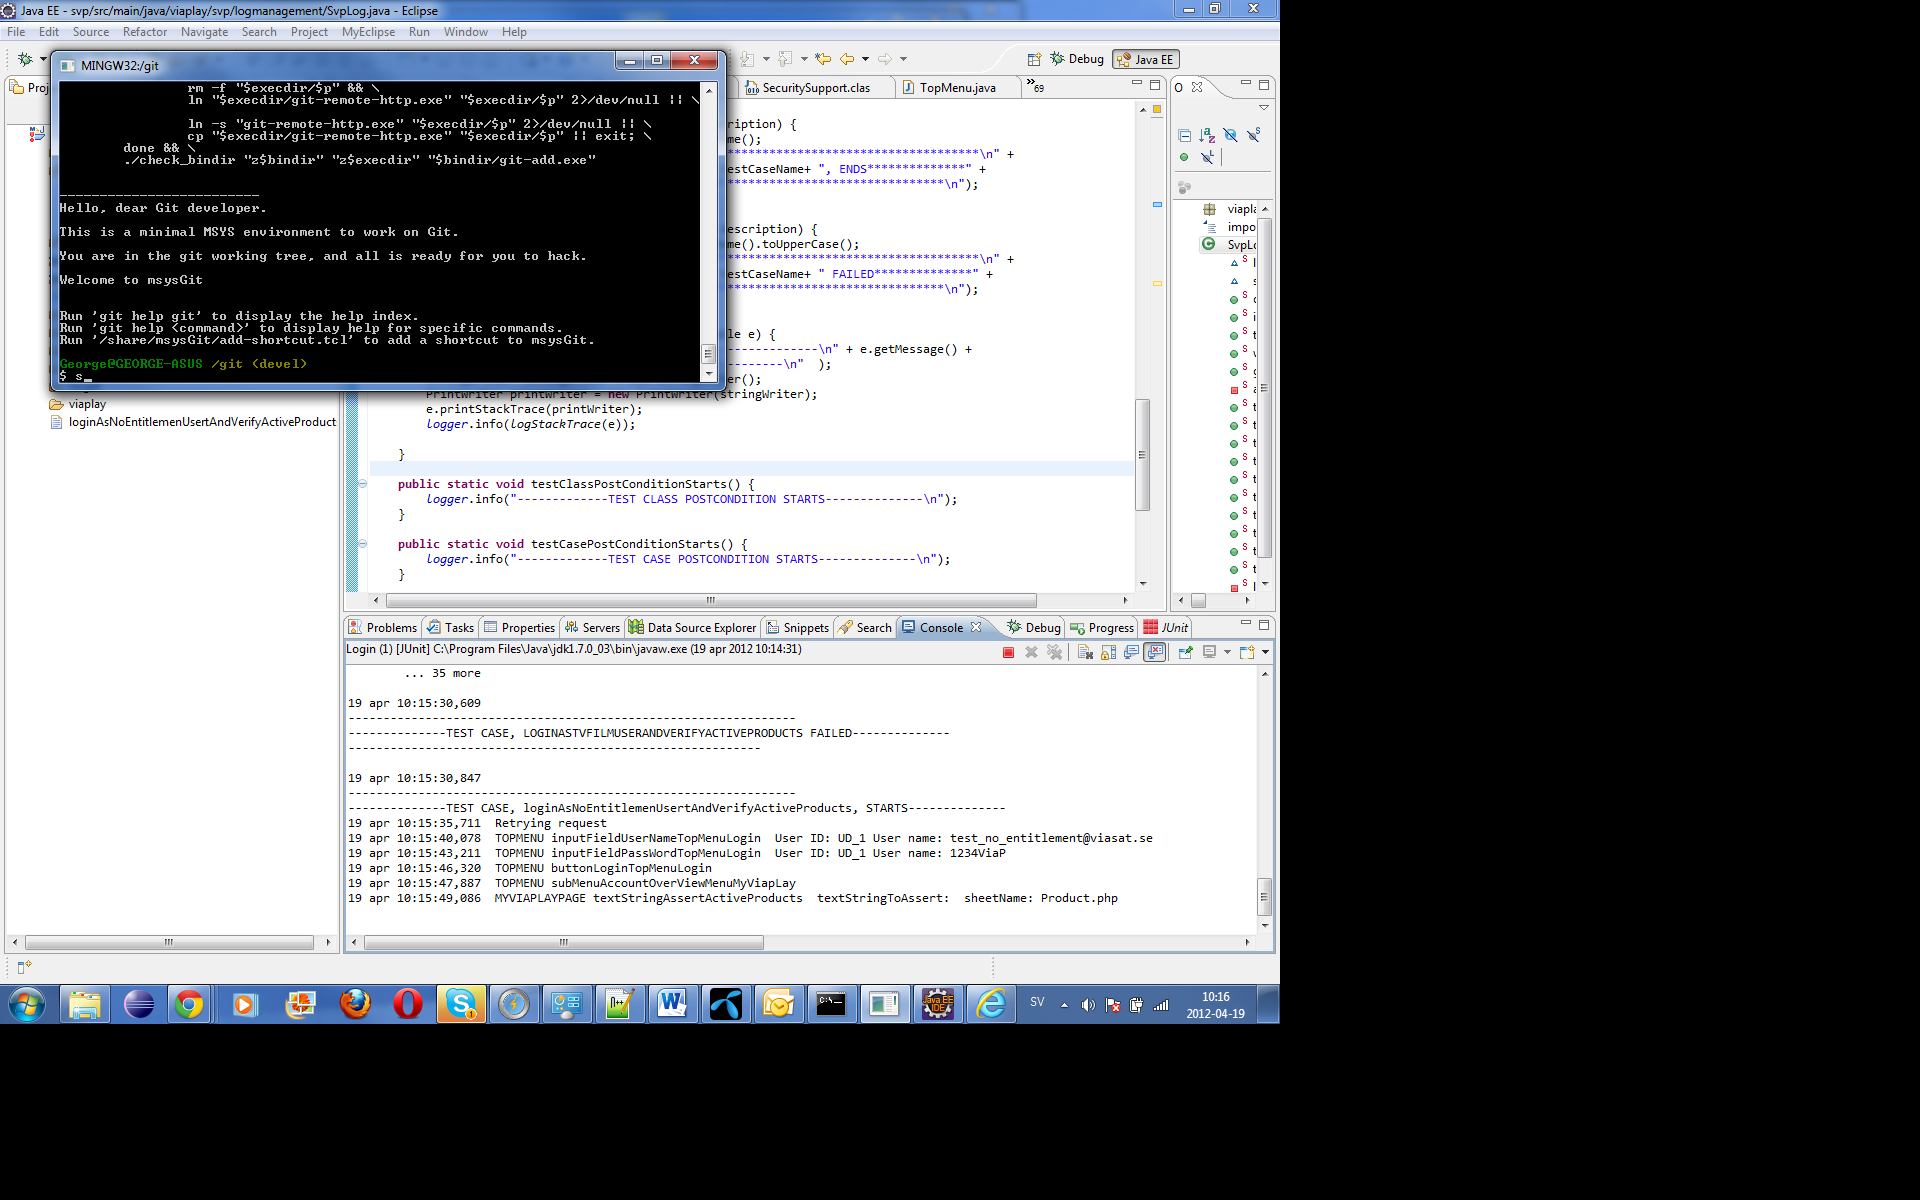 Java EE - svp/src/main/java/viaplay/svp/logmanagement/SvpLog.java - Eclipse
File Edit Source Refactor Navigate Search Project MyEclipse Run Window Help
Debug Java EE
MINGW32:/git
rm -f "$execdir/$p" && \
ln "$execdir/git-remote-http.exe" "$execdir/$p" 2>/dev/null || \
ln -s "git-remote-http.exe" "$execdir/$p" 2>/dev/null || \
cp "$execdir/git-remote-http.exe" "$execdir/$p" || exit; \
done && \
./check_bindir "z$bindir" "z$execdir" "$bindir/git-add.exe"
Hello, dear Git developer.
This is a minimal MSYS environment to work on Git.
You are in the git working tree, and all is ready for you to hack.
Welcome to msysGit
Run 'git help git' to display the help index.
Run 'git help <command>' to display help for specific commands.
Run '/share/msysGit/add-shortcut.tcl' to add a shortcut to msysGit.
George@GEORGE-ASUS /git (devel)
$ s_
Proj
viaplay
loginAsNoEntitlemenUsertAndVerifyActiveProduct
SecuritySupport.clas TopMenu.java »69
ription) {
me();
************************************\n" +
estCaseName+ ", ENDS**************" +
*******************************\n");
escription) {
me().toUpperCase();
************************************\n" +
estCaseName+ " FAILED**************" +
*******************************\n");
le e) {
-------------\n" + e.getMessage() +
--------\n" );
er();
PrintWriter printWriter = new PrintWriter(stringWriter);
e.printStackTrace(printWriter);
logger.info(logStackTrace(e));
}
public static void testClassPostConditionStarts() {
logger.info("-------------TEST CLASS POSTCONDITION STARTS--------------\n");
}
public static void testCasePostConditionStarts() {
logger.info("-------------TEST CASE POSTCONDITION STARTS--------------\n");
}
O
viapla
impo
SvpLo
Problems Tasks Properties Servers Data Source Explorer Snippets Search Console Debug Progress JUnit
Login (1) [JUnit] C:\Program Files\Java\jdk1.7.0_03\bin\javaw.exe (19 apr 2012 10:14:31)
... 35 more
19 apr 10:15:30,609
----------------------------------------------------------------
--------------TEST CASE, LOGINASTVFILMUSERANDVERIFYACTIVEPRODUCTS FAILED--------------
-----------------------------------------------------------
19 apr 10:15:30,847
----------------------------------------------------------------
--------------TEST CASE, loginAsNoEntitlemenUsertAndVerifyActiveProducts, STARTS--------------
19 apr 10:15:35,711 Retrying request
19 apr 10:15:40,078 TOPMENU inputFieldUserNameTopMenuLogin User ID: UD_1 User name: test_no_entitlement@viasat.se
19 apr 10:15:43,211 TOPMENU inputFieldPassWordTopMenuLogin User ID: UD_1 User name: 1234ViaP
19 apr 10:15:46,320 TOPMENU buttonLoginTopMenuLogin
19 apr 10:15:47,887 TOPMENU subMenuAccountOverViewMenuMyViapLay
19 apr 10:15:49,086 MYVIAPLAYPAGE textStringAssertActiveProducts textStringToAssert: sheetName: Product.php
SV
10:16
2012-04-19